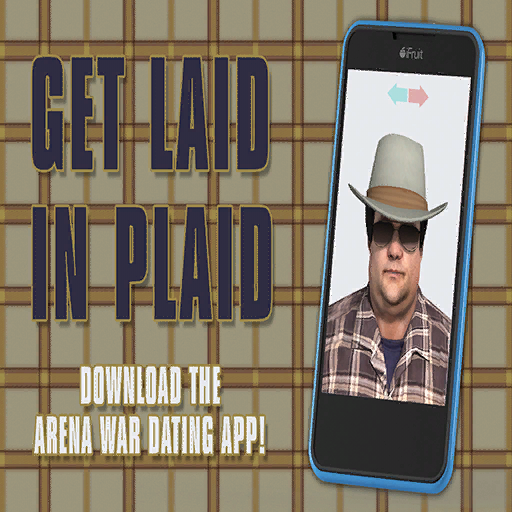 GET LAID
IN PLAID
DOWNLOAD THE
ARENA WAR DATING APP!
iFruit